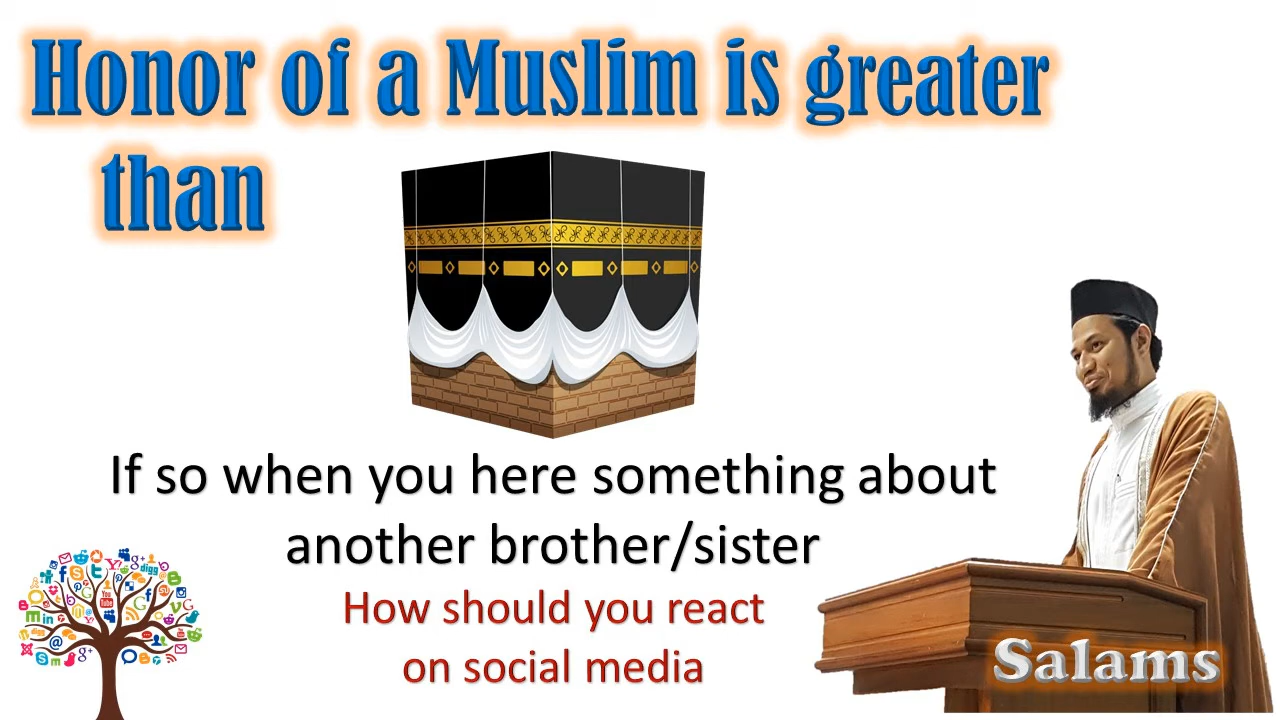 Honor of a Muslim is greater
than
If so when you here something about
another brother/sister
How should you react
on social media
Salams